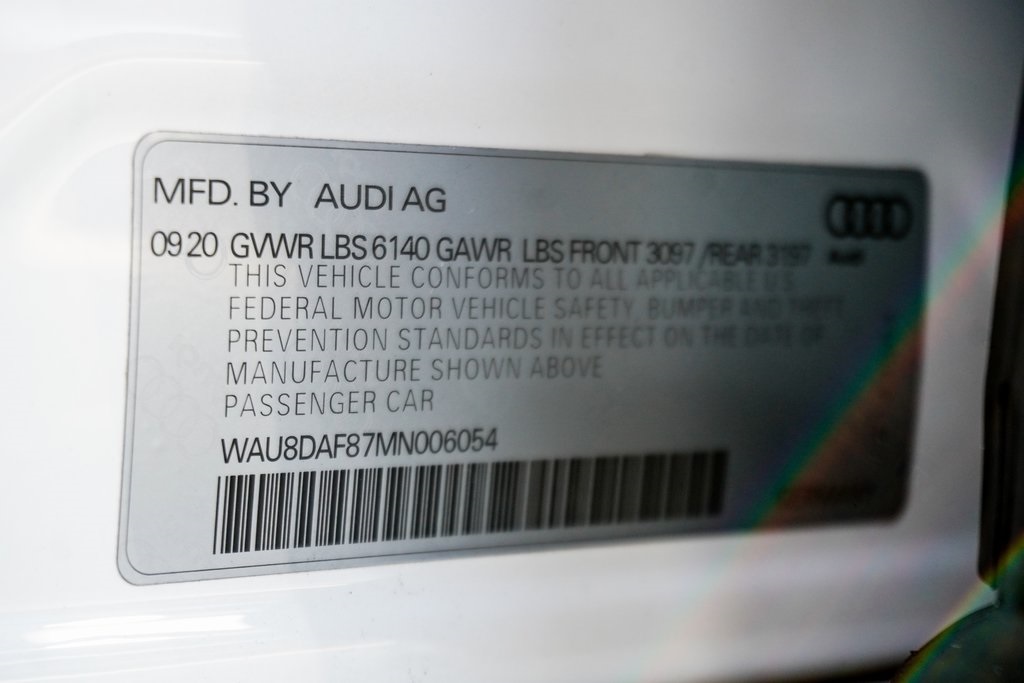 MFD. BY AUDI AG
09 20 GVWR LBS 6140 GAWR LBS FRONT 3097 /REAR 3197
Audi
THIS VEHICLE CONFORMS TO ALL APPLICABLE U.S.
FEDERAL MOTOR VEHICLE SAFETY, BUMPER AND THEFT
PREVENTION STANDARDS IN EFFECT ON THE DATE OF
MANUFACTURE SHOWN ABOVE
PASSENGER CAR
WAU8DAF87MN006054